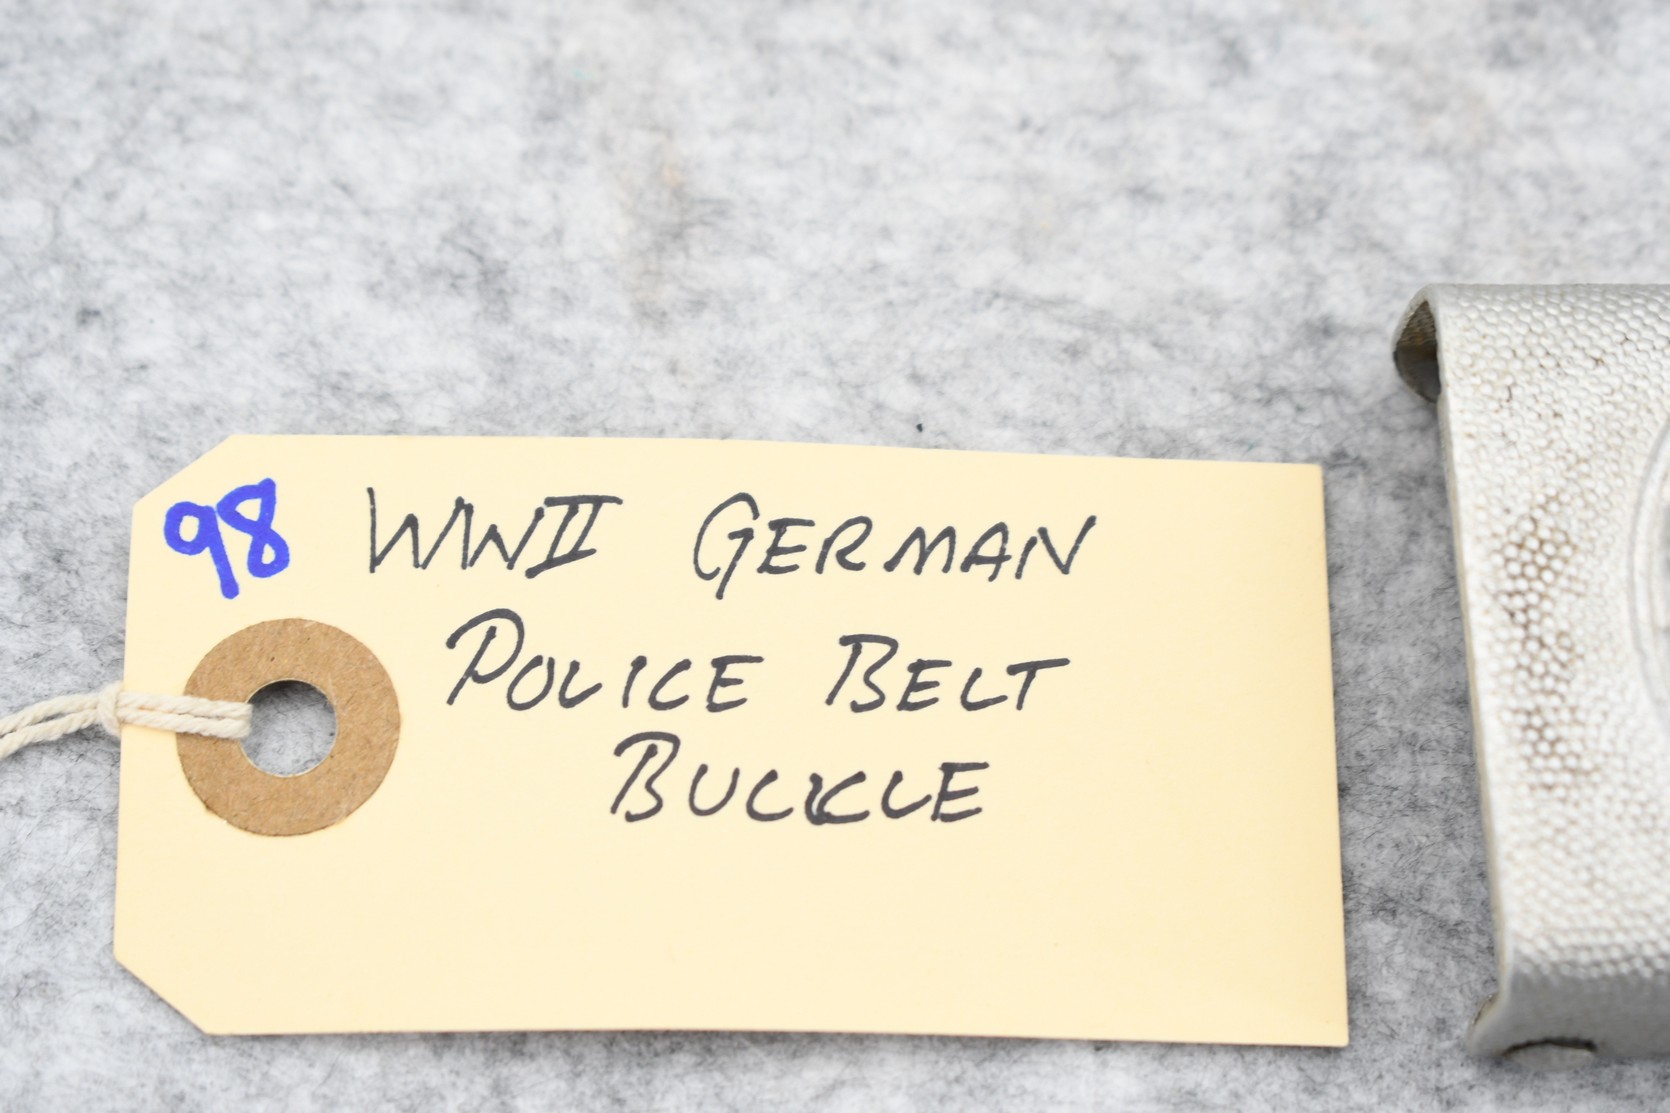 98 WWII GERMAN
POLICE BELT
BUCKLE